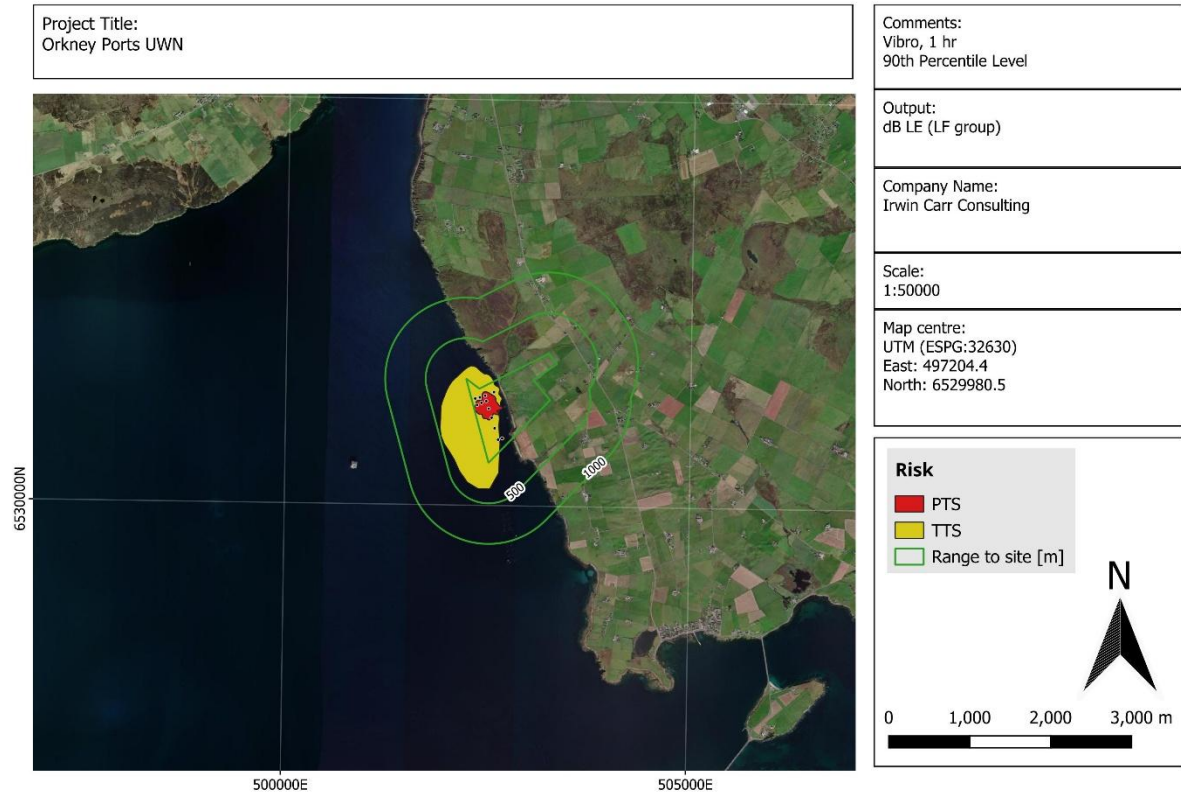 Project Title:
Orkney Ports UWN
Comments:
Vibro, 1 hr
90th Percentile Level
Output:
dB LE (LF group)
Company Name:
Irwin Carr Consulting
Scale:
1:50000
Map centre:
UTM (ESPG:32630)
East: 497204.4
North: 6529980.5
500
1000
6530000N
500000E
505000E
Risk
PTS
TTS
Range to site [m]
N
0 1,000 2,000 3,000 m